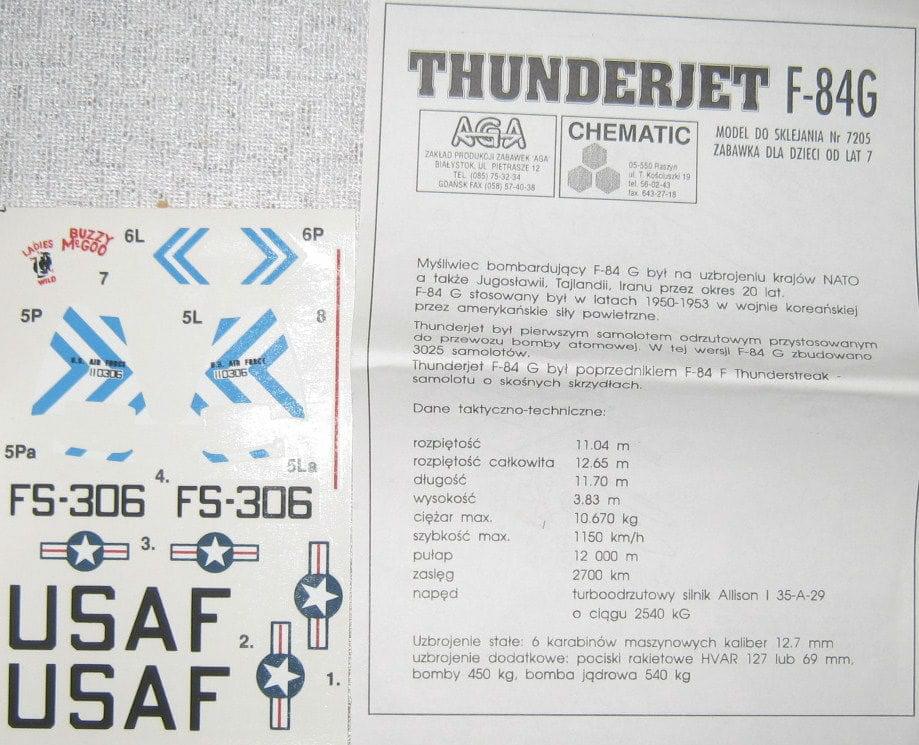 LADIES
WILD
BUZZY
McGOO
7
6L
6P
5P
5L
8
U.S. AIR FORCE
110306
U.S. AIR FORCE
110306
5Pa
5La
4.
FS-306
FS-306
3.
USAF
2.
USAF
1.
THUNDERJET F-84G
AGA
ZAKŁAD PRODUKCJI ZABAWEK "AGA"
BIAŁYSTOK, UL. PIETRASZE 12
TEL. (085) 75-32-34
GDAŃSK FAX (058) 57-40-38
CHEMATIC
05-550 Raszyn
ul. T. Kościuszki 19
tel. 56-02-43
fax. 643-27-18
MODEL DO SKLEJANIA Nr 7205
ZABAWKA DLA DZIECI OD LAT 7
Myśliwiec bombardujący F-84 G był na uzbrojeniu krajów NATO
a także Jugosławii, Tajlandii, Iranu przez okres 20 lat.
F-84 G stosowany był w latach 1950-1953 w wojnie koreańskiej
przez amerykańskie siły powietrzne.
Thunderjet był pierwszym samolotem odrzutowym przystosowanym
do przewozu bomby atomowej. W tej wersji F-84 G zbudowano
3025 samolotów.
Thunderjet F-84 G był poprzednikiem F-84 F Thunderstreak -
samolotu o skośnych skrzydłach.
Dane taktyczno-techniczne:
rozpiętość 11.04 m
rozpiętość całkowita 12.65 m
długość 11.70 m
wysokość 3.83 m
ciężar max. 10.670 kg
szybkość max. 1150 km/h
pułap 12 000 m
zasięg 2700 km
napęd turboodrzutowy silnik Allison I 35-A-29
o ciągu 2540 kG
Uzbrojenie stałe: 6 karabinów maszynowych kaliber 12.7 mm
uzbrojenie dodatkowe: pociski rakietowe HVAR 127 lub 69 mm,
bomby 450 kg, bomba jądrowa 540 kg